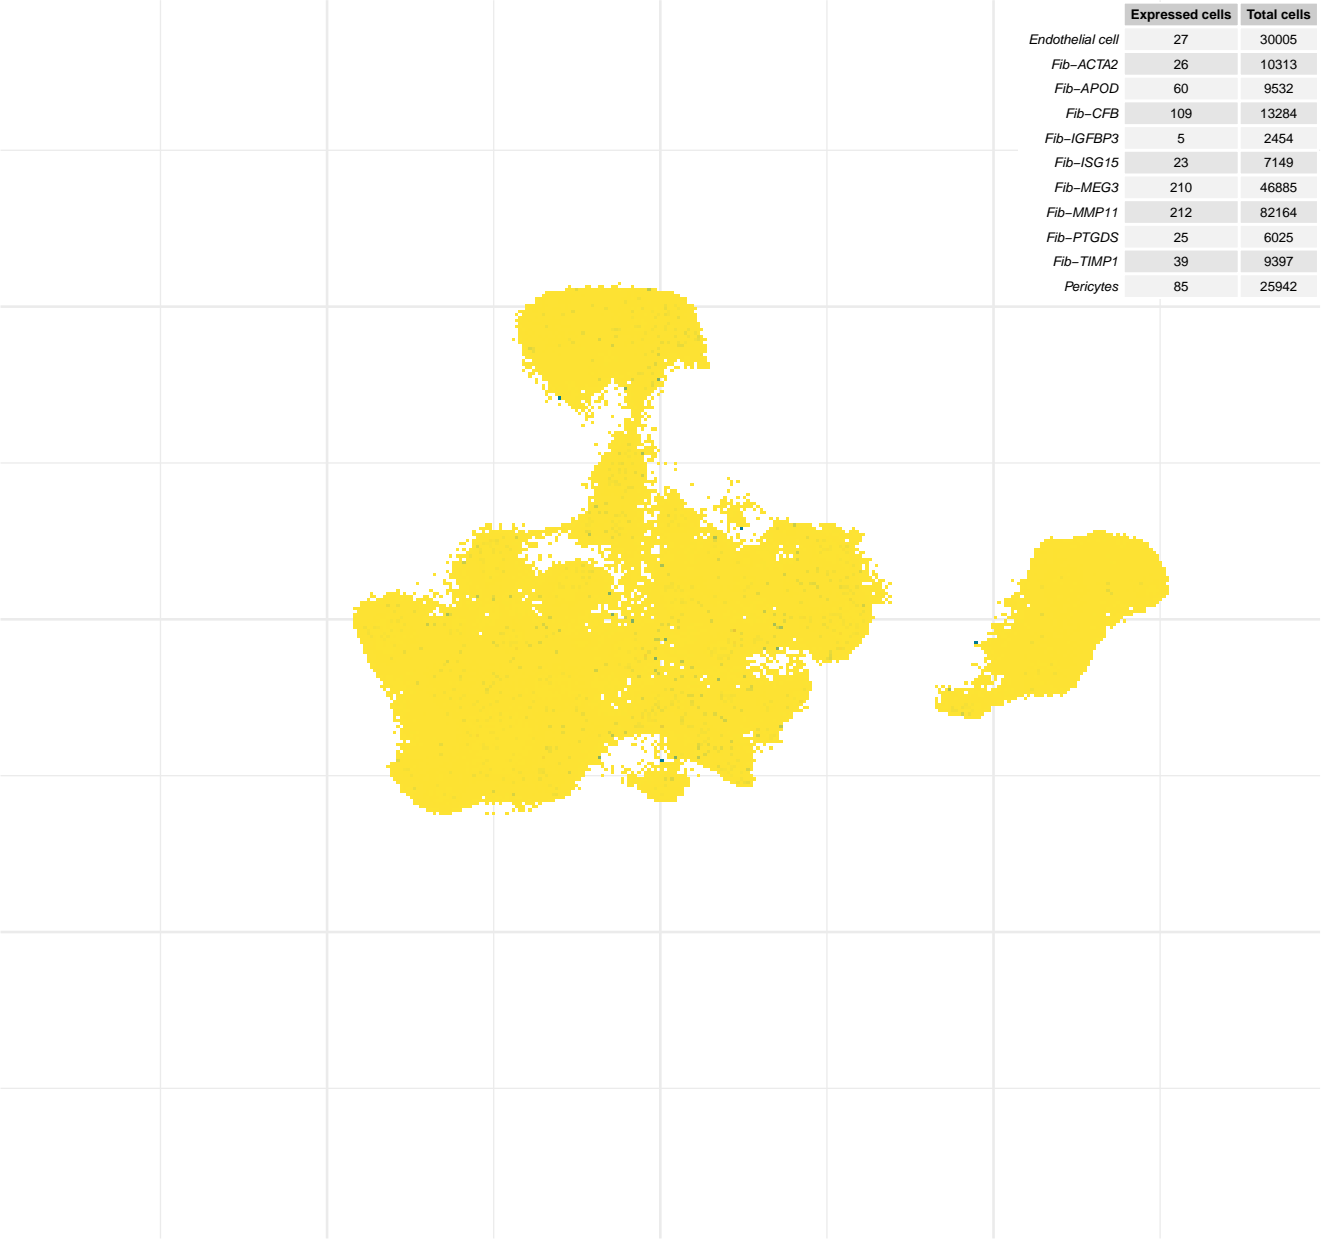 Expressed cells Total cells
Endothelial cell 27 30005
Fib−ACTA2 26 10313
Fib−APOD 60 9532
Fib−CFB 109 13284
Fib−IGFBP3 5 2454
Fib−ISG15 23 7149
Fib−MEG3 210 46885
Fib−MMP11 212 82164
Fib−PTGDS 25 6025
Fib−TIMP1 39 9397
Pericytes 85 25942